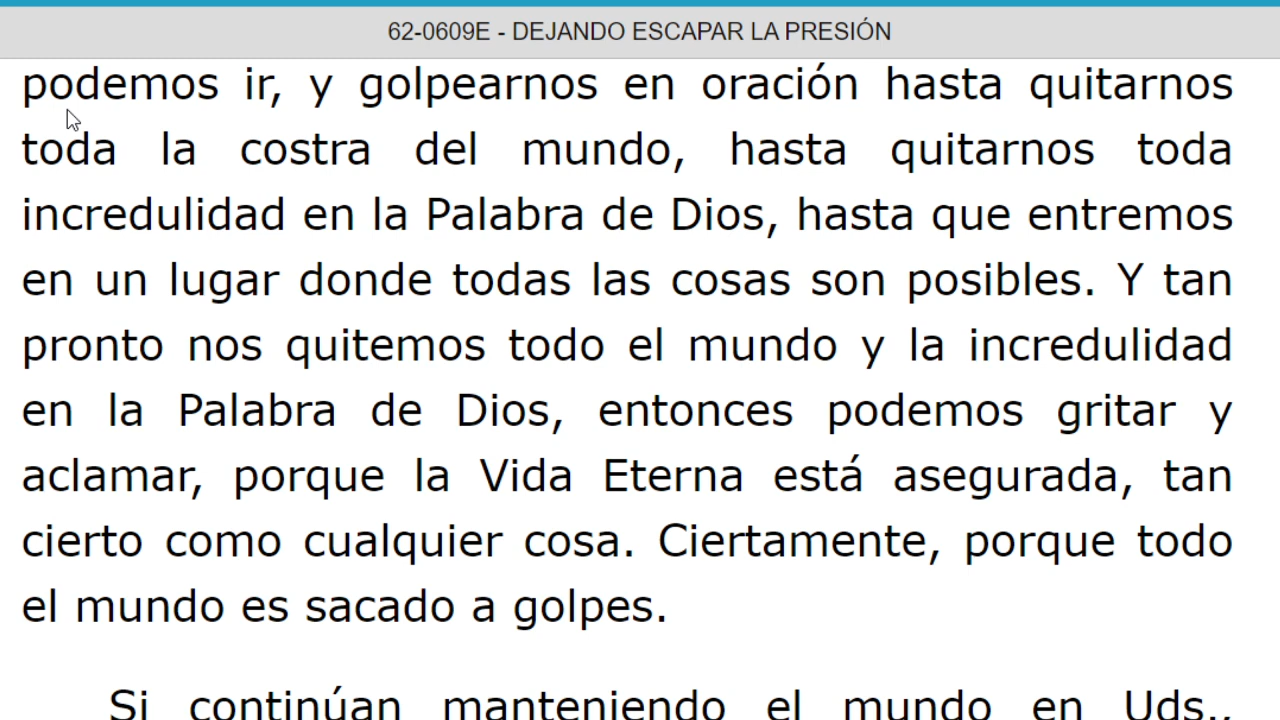 62-0609E - DEJANDO ESCAPAR LA PRESIÓN
podemos ir, y golpearnos en oración hasta quitarnos
toda la costra del mundo, hasta quitarnos toda
incredulidad en la Palabra de Dios, hasta que entremos
en un lugar donde todas las cosas son posibles. Y tan
pronto nos quitemos todo el mundo y la incredulidad
en la Palabra de Dios, entonces podemos gritar y
aclamar, porque la Vida Eterna está asegurada, tan
cierto como cualquier cosa. Ciertamente, porque todo
el mundo es sacado a golpes.
Si continúan manteniendo el mundo en Uds.,